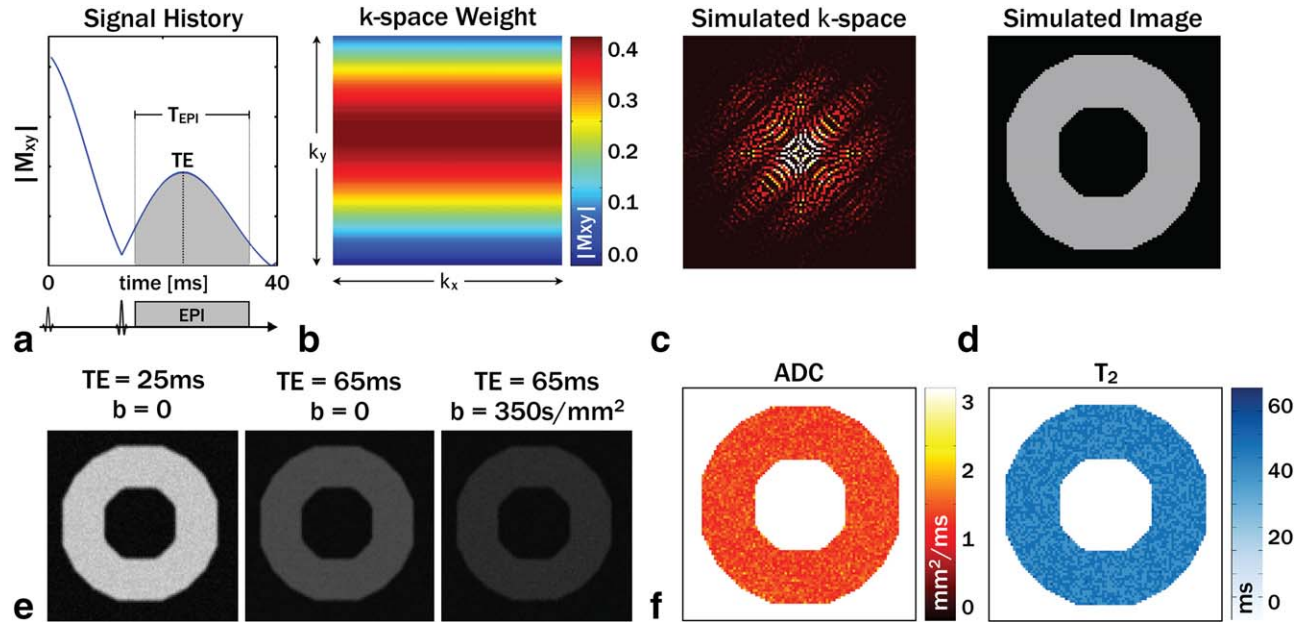 Signal History
k-space Weight
Simulated k-space
Simulated Image
|Mxy|
TEPI
TE
0
time [ms]
40
EPI
ky
kx
0.4
0.3
0.2
0.1
0.0
|Mxy|
a
b
c
d
TE = 25ms
b = 0
TE = 65ms
b = 0
TE = 65ms
b = 350s/mm²
ADC
T₂
3
2
1
0
mm²/ms
60
40
20
0
ms
e
f